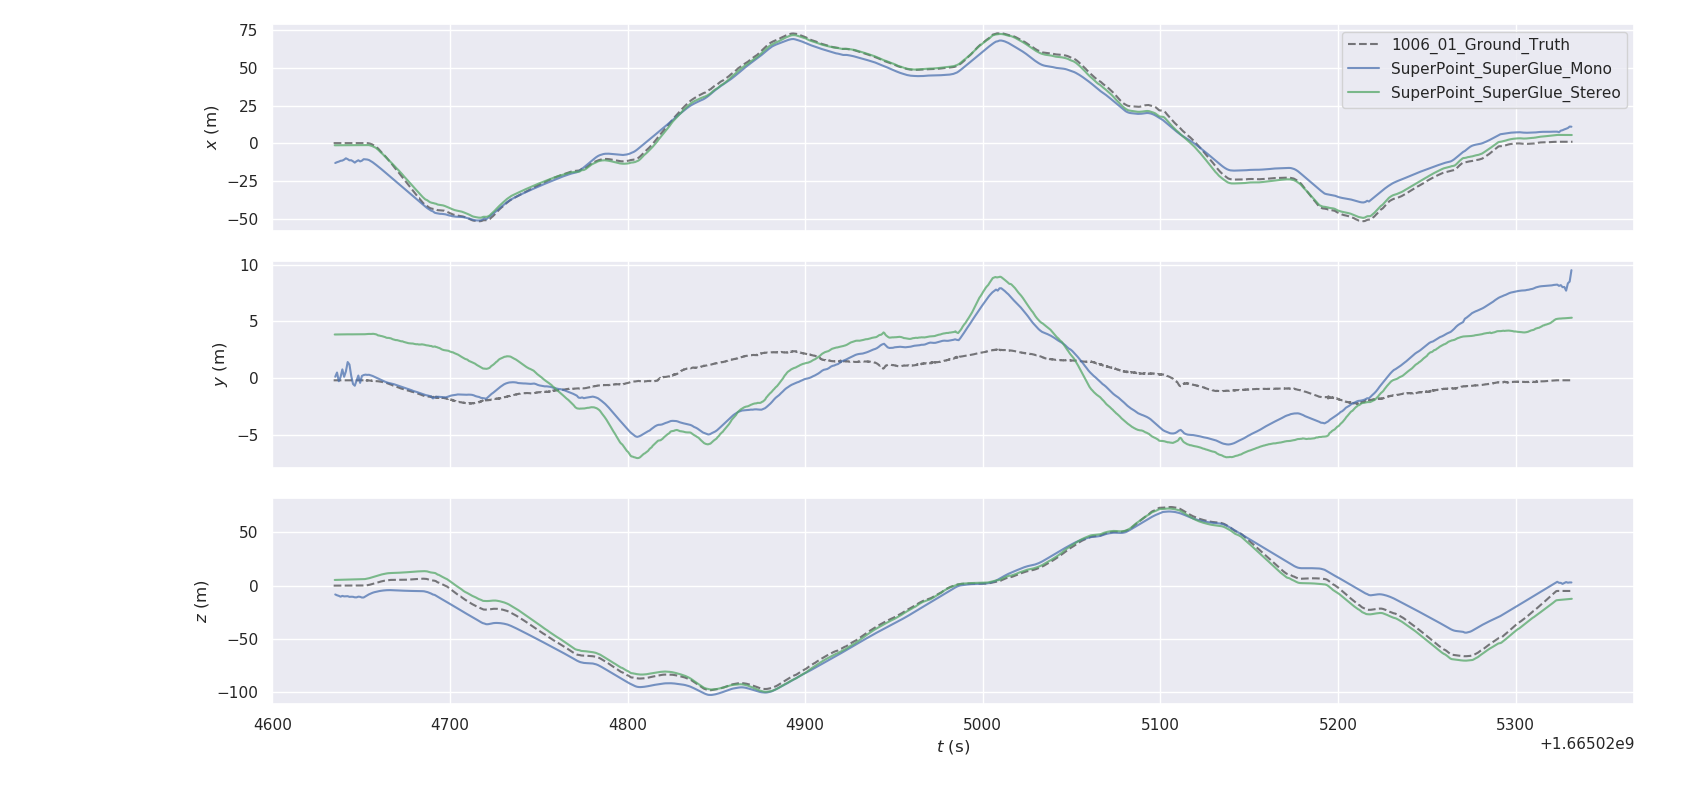 75
50
25
0
−25
−50
x (m)
1006_01_Ground_Truth
SuperPoint_SuperGlue_Mono
SuperPoint_SuperGlue_Stereo
10
5
0
−5
y (m)
50
0
−50
−100
z (m)
4600 4700 4800 4900 5000 5100 5200 5300
t (s)
+1.66502e9